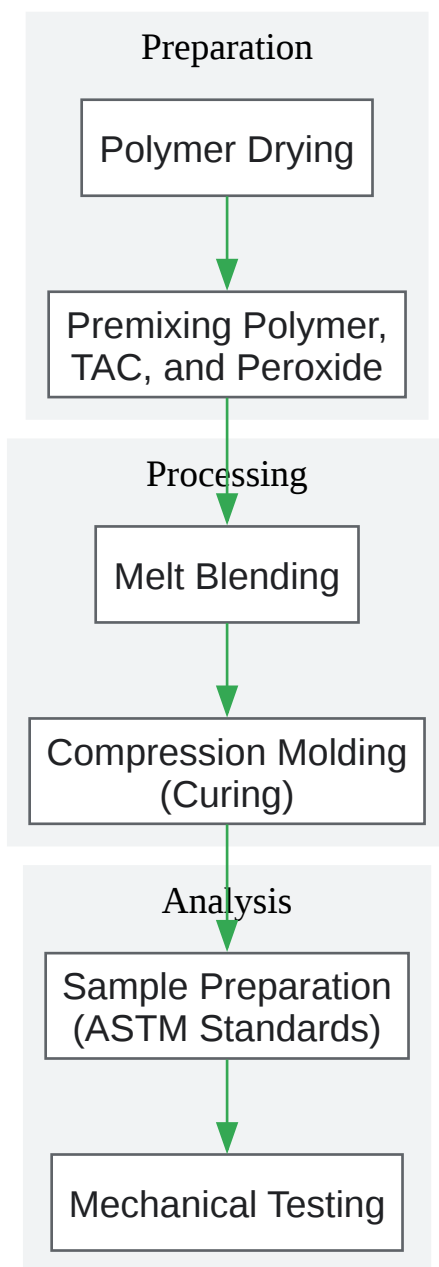 Preparation
Polymer Drying
Premixing Polymer,
TAC, and Peroxide
Processing
Melt Blending
Compression Molding
(Curing)
Analysis
Sample Preparation
(ASTM Standards)
Mechanical Testing